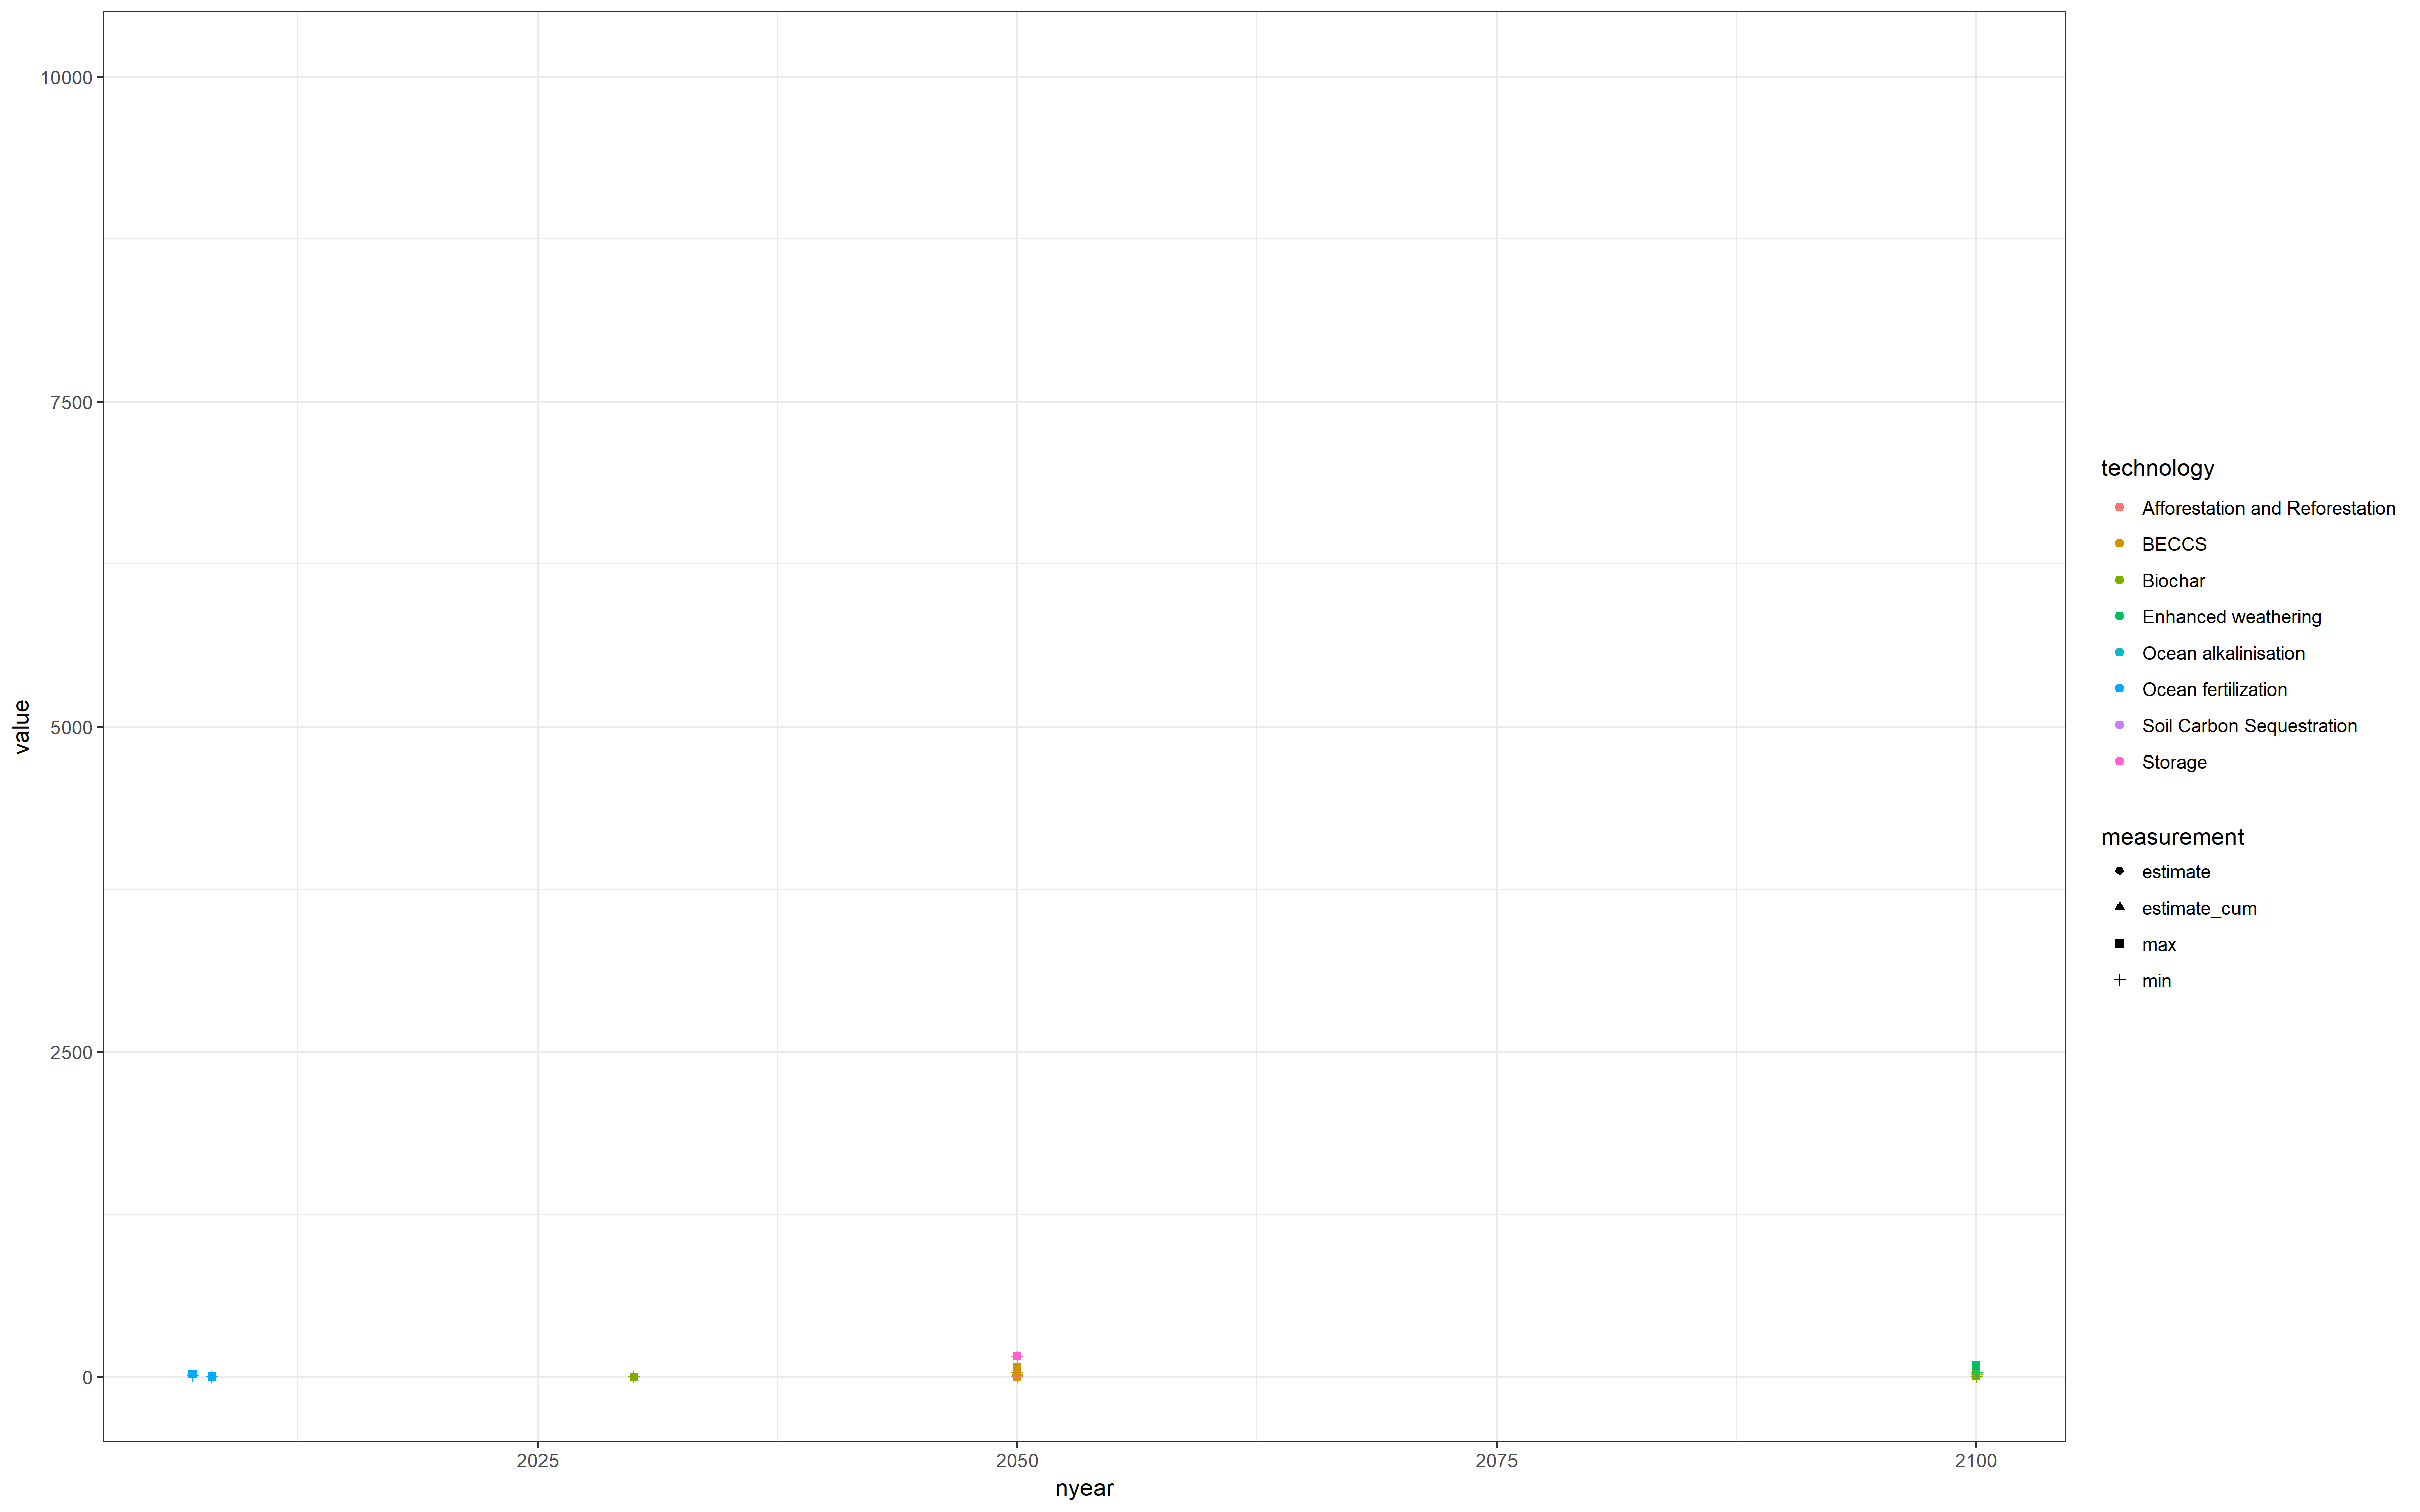 10000
7500
5000
2500
0
value
2025
2050
2075
2100
nyear
technology
Afforestation and Reforestation
BECCS
Biochar
Enhanced weathering
Ocean alkalinisation
Ocean fertilization
Soil Carbon Sequestration
Storage
measurement
estimate
estimate_cum
max
min